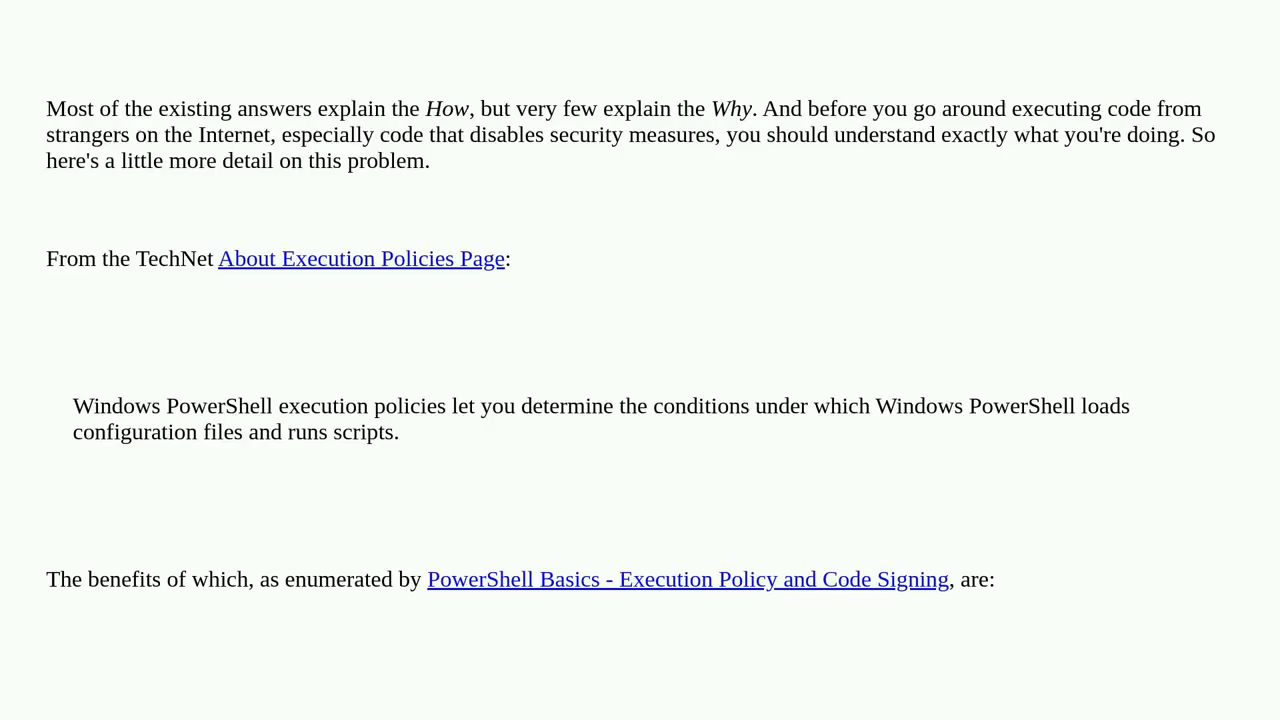 Most of the existing answers explain the How, but very few explain the Why. And before you go around executing code from
strangers on the Internet, especially code that disables security measures, you should understand exactly what you're doing. So
here's a little more detail on this problem.
From the TechNet About Execution Policies Page:
Windows PowerShell execution policies let you determine the conditions under which Windows PowerShell loads
configuration files and runs scripts.
The benefits of which, as enumerated by PowerShell Basics - Execution Policy and Code Signing, are: